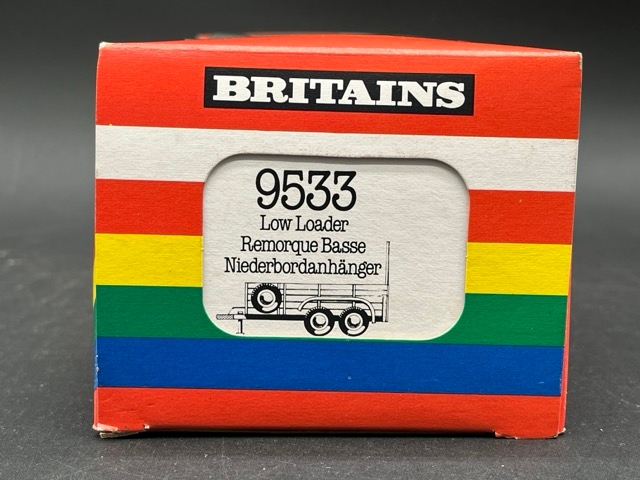 BRITAINS
9533
Low Loader
Remorque Basse
Niederbordanhänger